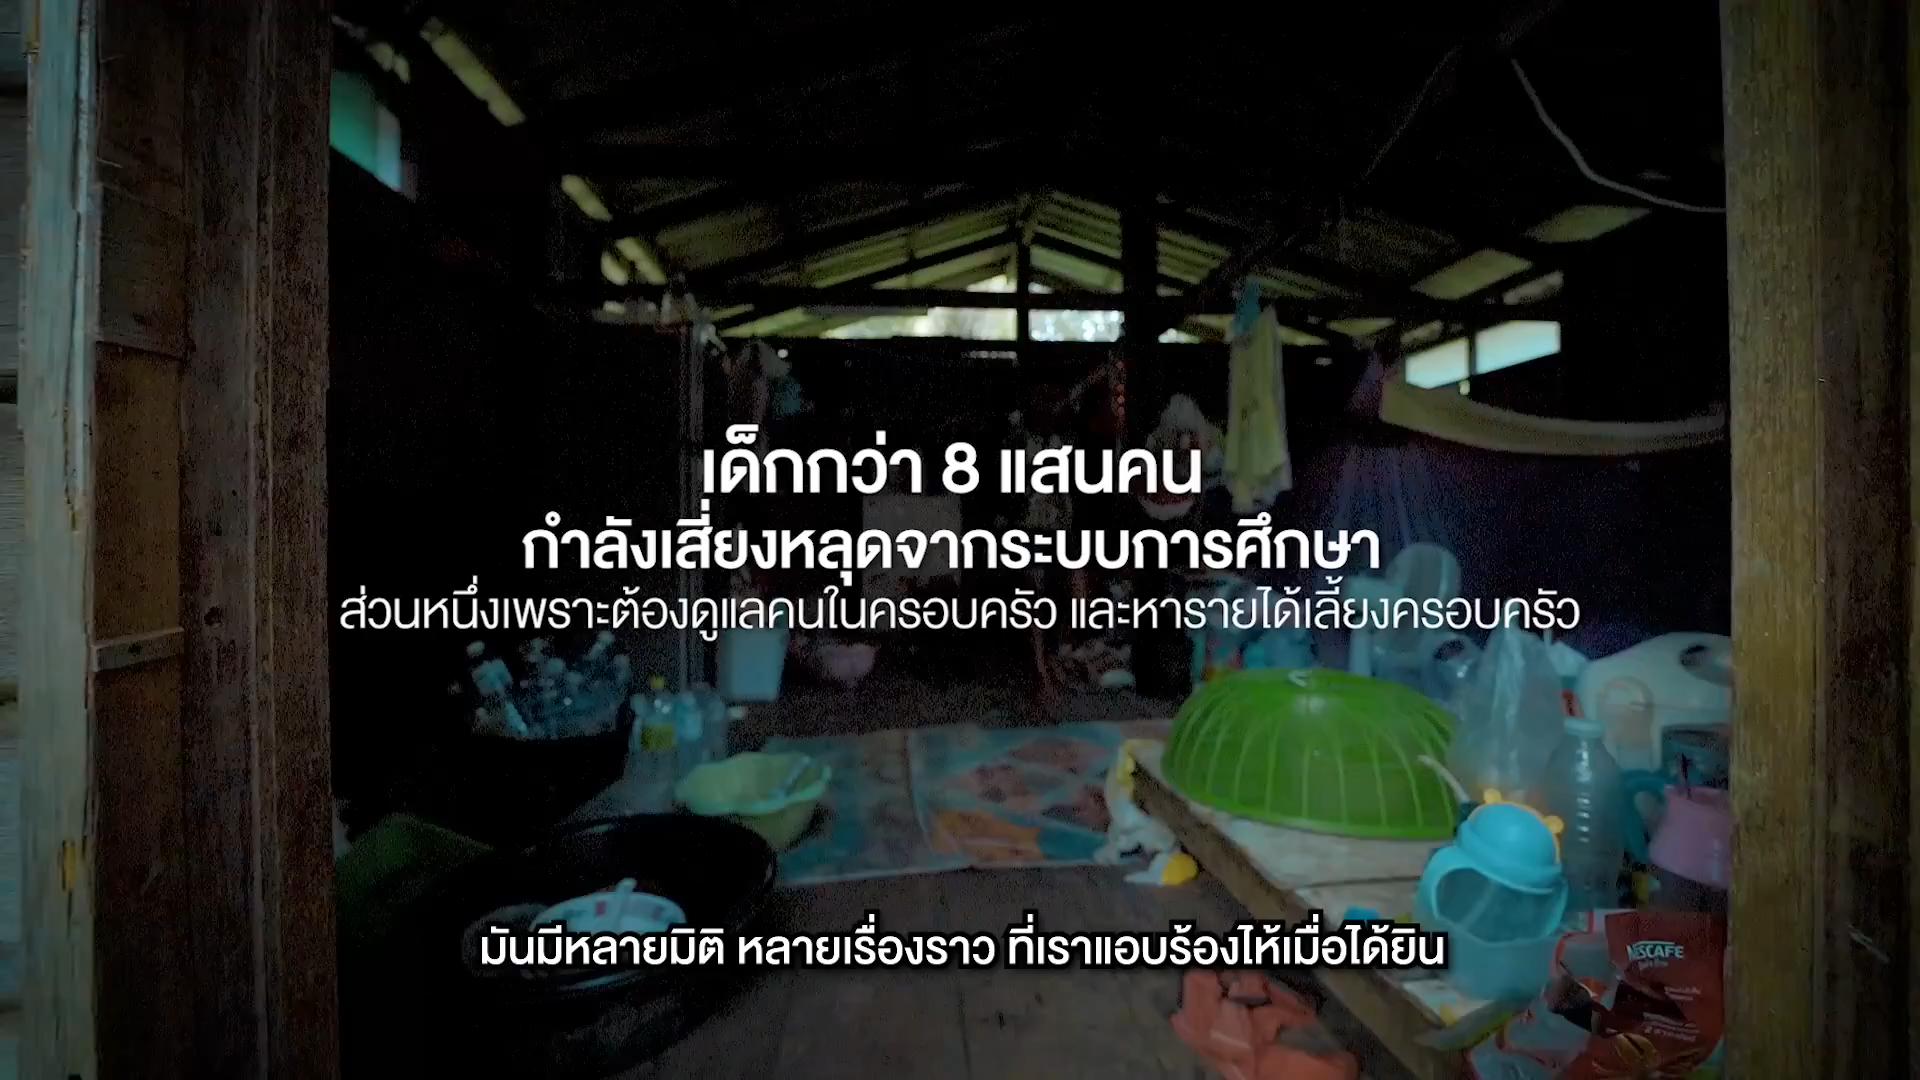 เด็กกว่า 8 แสนคน
กำลังเสี่ยงหลุดจากระบบการศึกษา
ส่วนหนึ่งเพราะต้องดูแลคนในครอบครัว และหารายได้เลี้ยงครอบครัว
มันมีหลายมิติ หลายเรื่องราว ที่เราแอบร้องไห้เมื่อได้ยิน
NESCAFE